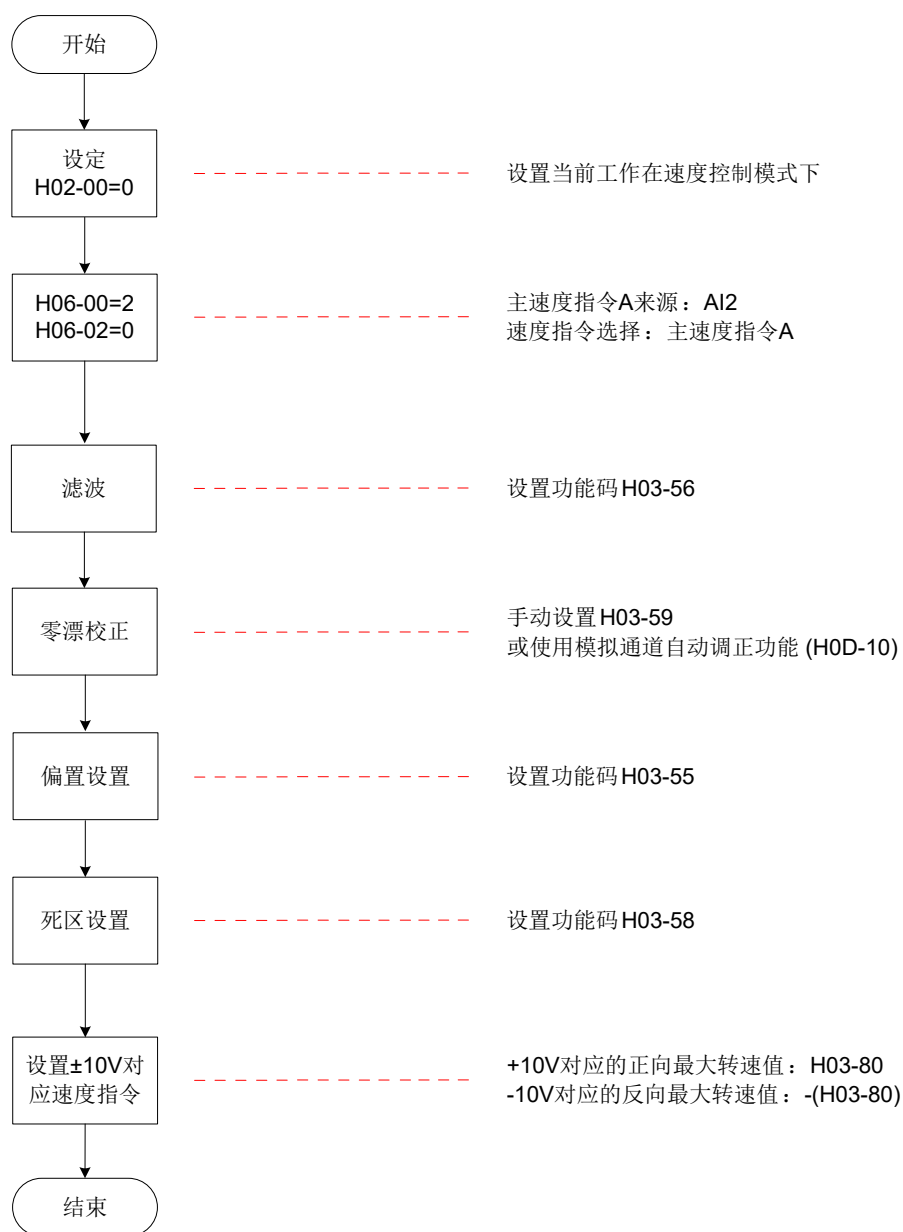 开始
设定
H02-00=0
设置当前工作在速度控制模式下
H06-00=2
H06-02=0
主速度指令A来源：AI2
速度指令选择：主速度指令A
滤波
设置功能码H03-56
零漂校正
手动设置H03-59
或使用模拟通道自动调正功能 (H0D-10)
偏置设置
设置功能码H03-55
死区设置
设置功能码H03-58
设置±10V对
应速度指令
+10V对应的正向最大转速值：H03-80
-10V对应的反向最大转速值：-(H03-80)
结束